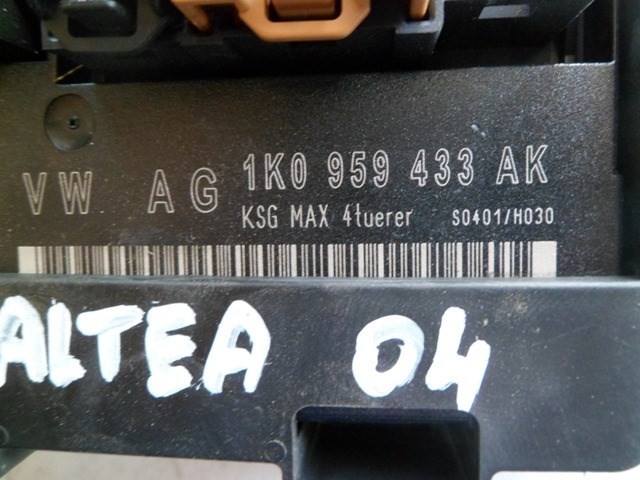 VW AG 1K0 959 433 AK
KSG MAX 4tuerer S0401/H030
ALTEA 04